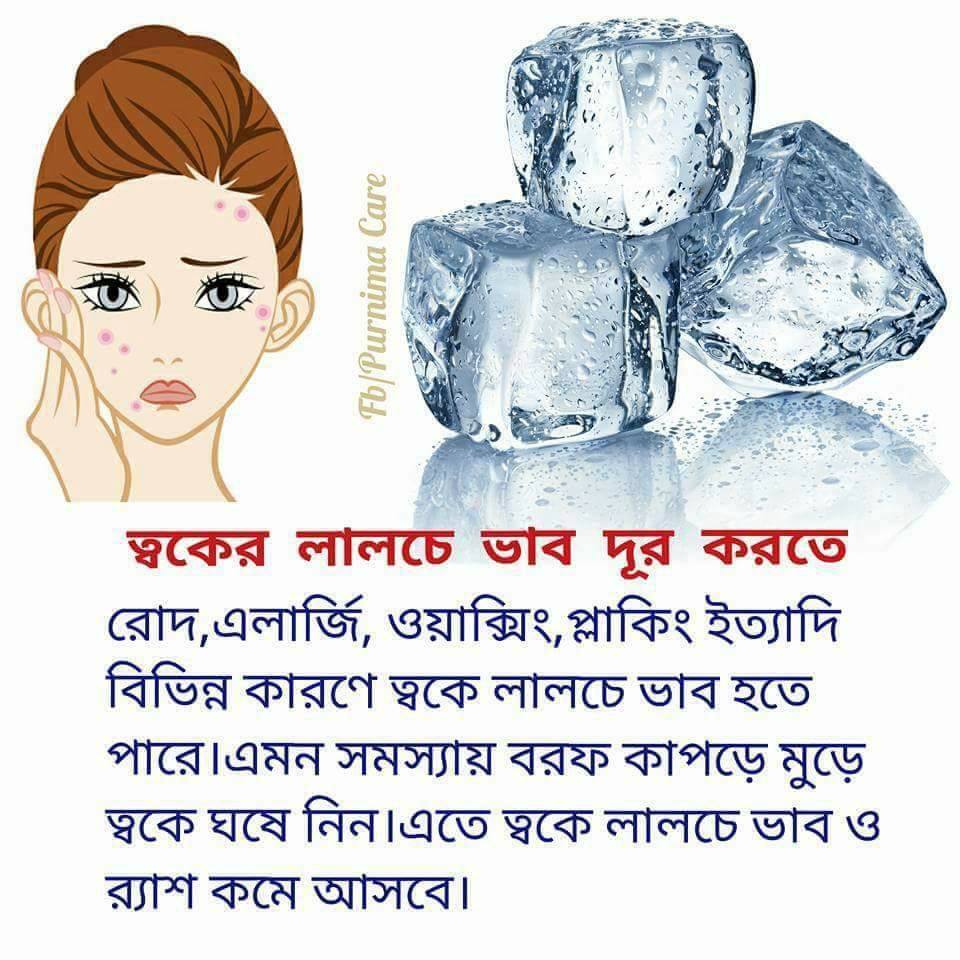 Fb/Purnima Care
ত্বকের লালচে ভাব দূর করতে
রোদ,এলার্জি, ওয়াক্সিং,প্লাকিং ইত্যাদি
বিভিন্ন কারণে ত্বকে লালচে ভাব হতে
পারে।এমন সমস্যায় বরফ কাপড়ে মুড়ে
ত্বকে ঘষে নিন।এতে ত্বকে লালচে ভাব ও
র‍্যাশ কমে আসবে।